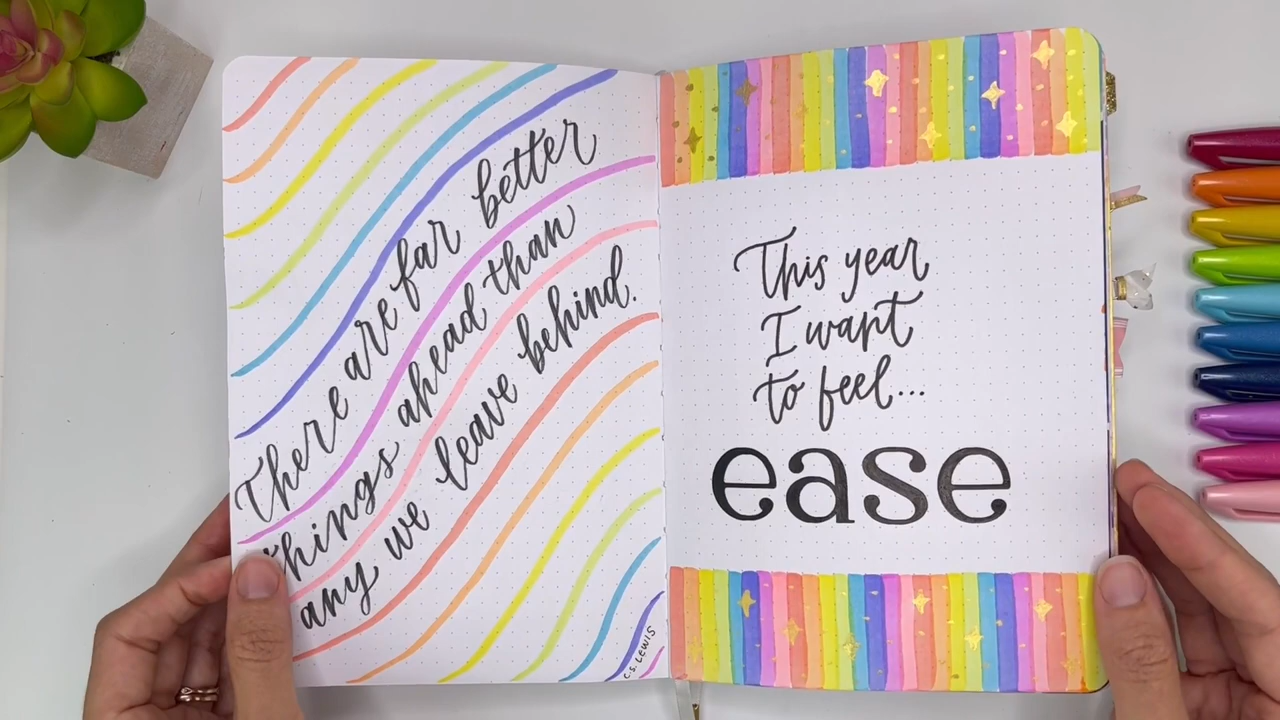 There are far better
things ahead than
any we leave behind.
C.S. LEWIS
This year
I want
to feel...
ease